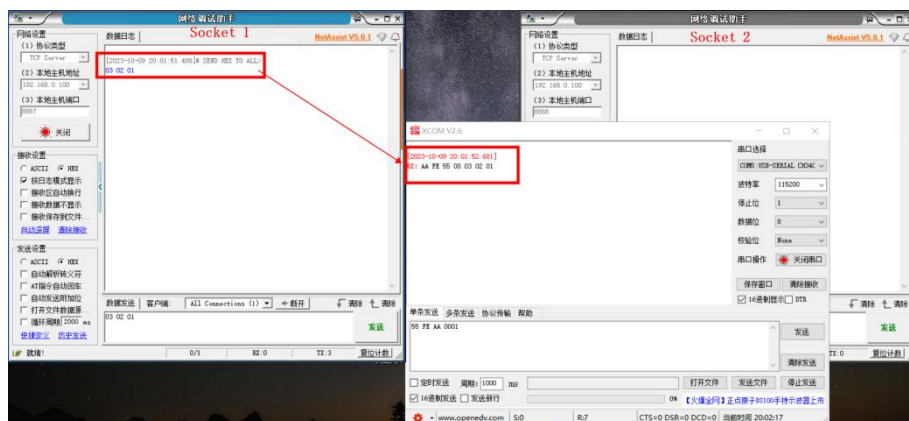 网络调试助手
网络设置
(1) 协议类型
TCP Server
(2) 本地主机地址
192.168.0.100
(3) 本地主机端口
8887
关闭
接收设置
ASCII HEX
按日志模式显示
接收区自动换行
接收数据不显示
接收保存到文件...
自动滚屏 清除接收
发送设置
ASCII HEX
自动解析转义符
AT指令自动回车
自动发送附加位
打开文件数据源...
循环周期 2000 ms
快捷定义 历史发送
就绪!
数据日志
Socket 1
NetAssist V5.0.1
[2023-10-09 20:01:51.488]# SEND HEX TO ALL>
03 02 01
数据发送 客户端: All Connections (1) 断开 清除 清除
03 02 01
发送
0/1 RX:0 TX:3 复位计数
网络调试助手
网络设置
(1) 协议类型
TCP Server
(2) 本地主机地址
192.168.0.100
(3) 本地主机端口
8888
数据日志
Socket 2
NetAssist V5.0.1
清除 清除
发送
TX:0 复位计数
XCOM V2.6
[2023-10-09 20:01:52.681]
RX: AA FE 55 00 03 02 01
串口选择
COM5:USB-SERIAL CH34C
波特率 115200
停止位 1
数据位 8
校验位 None
串口操作 关闭串口
保存窗口 清除接收
16进制显示 DTR
单条发送 多条发送 协议传输 帮助
55 FE AA 0001
发送
清除发送
定时发送 周期: 1000 ms 打开文件 发送文件 停止发送
16进制发送 发送新行 0% 【火爆全网】正点原子DS100手持示波器上市
www.openedv.com S:0 R:7 CTS=0 DSR=0 DCD=0 当前时间 20:02:17